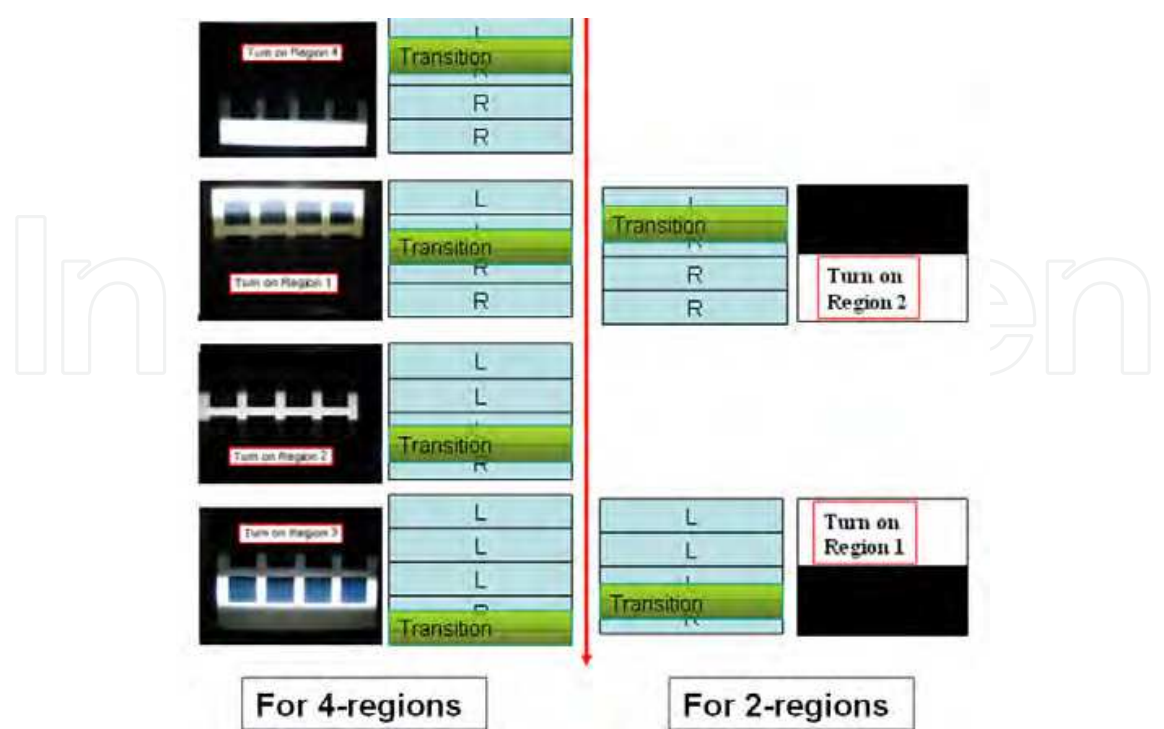 Turn on Region 4
L
Transition
R
R
R
Turn on Region 1
L
Transition
R
R
L
Transition
R
R
R
Turn on
Region 2
Turn on Region 2
L
L
Transition
R
Turn on Region 3
L
L
L
R
Transition
L
L
L
Transition
R
Turn on
Region 1
For 4-regions
For 2-regions